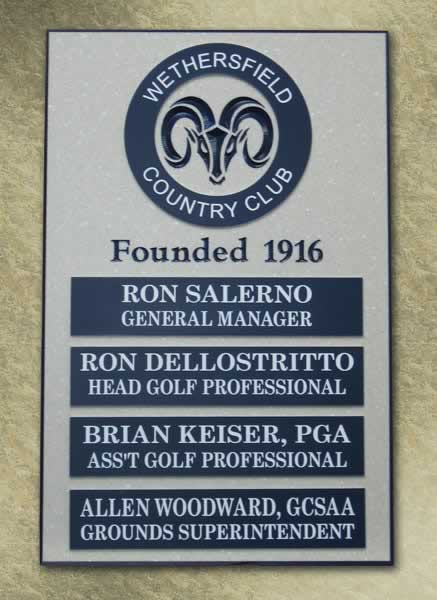 WETHERSFIELD
COUNTRY CLUB
Founded 1916
RON SALERNO
GENERAL MANAGER
RON DELLOSTRITTO
HEAD GOLF PROFESSIONAL
BRIAN KEISER, PGA
ASS'T GOLF PROFESSIONAL
ALLEN WOODWARD, GCSAA
GROUNDS SUPERINTENDENT